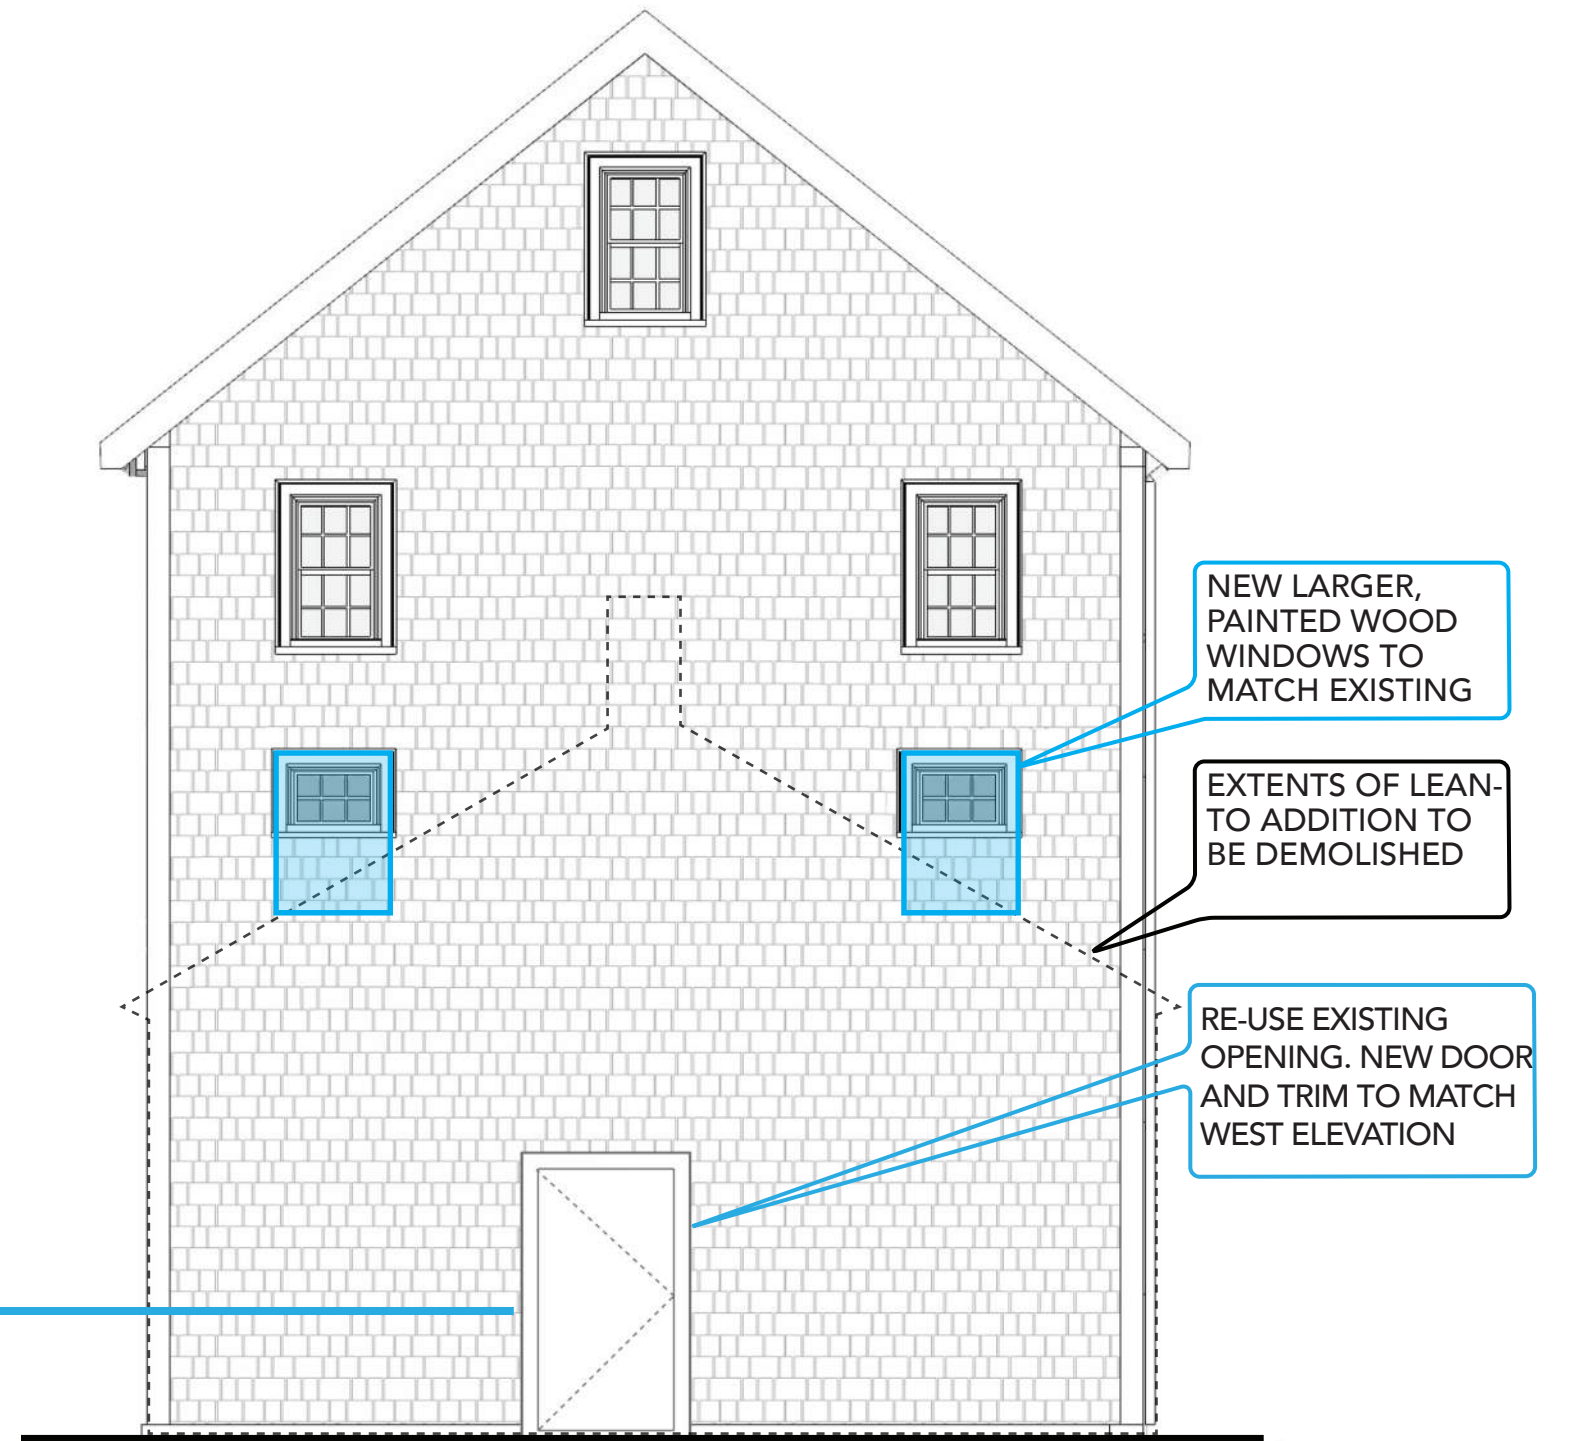 NEW LARGER,
PAINTED WOOD
WINDOWS TO
MATCH EXISTING
EXTENTS OF LEAN-
TO ADDITION TO
BE DEMOLISHED
RE-USE EXISTING
OPENING. NEW DOOR
AND TRIM TO MATCH
WEST ELEVATION